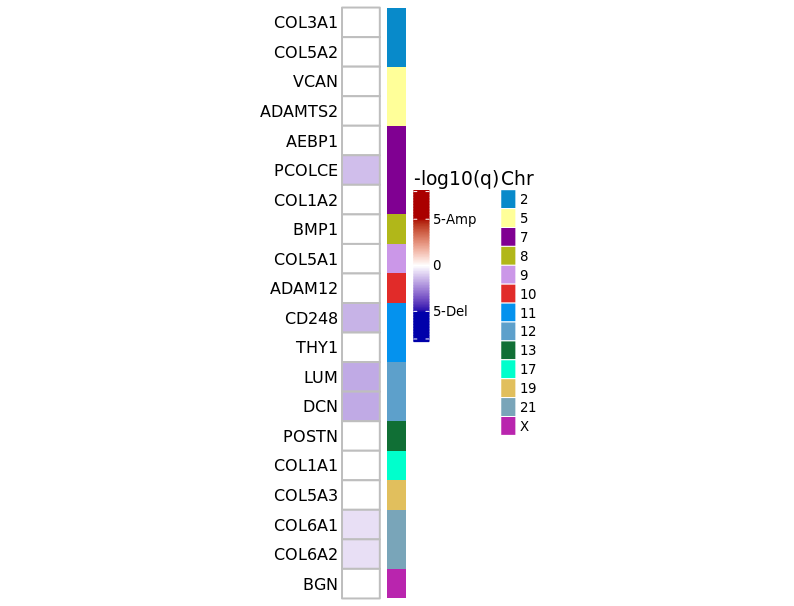 COL3A1
COL5A2
VCAN
ADAMTS2
AEBP1
PCOLCE
COL1A2
BMP1
COL5A1
ADAM12
CD248
THY1
LUM
DCN
POSTN
COL1A1
COL5A3
COL6A1
COL6A2
BGN
-log10(q)
5-Amp
0
5-Del
Chr
2
5
7
8
9
10
11
12
13
17
19
21
X